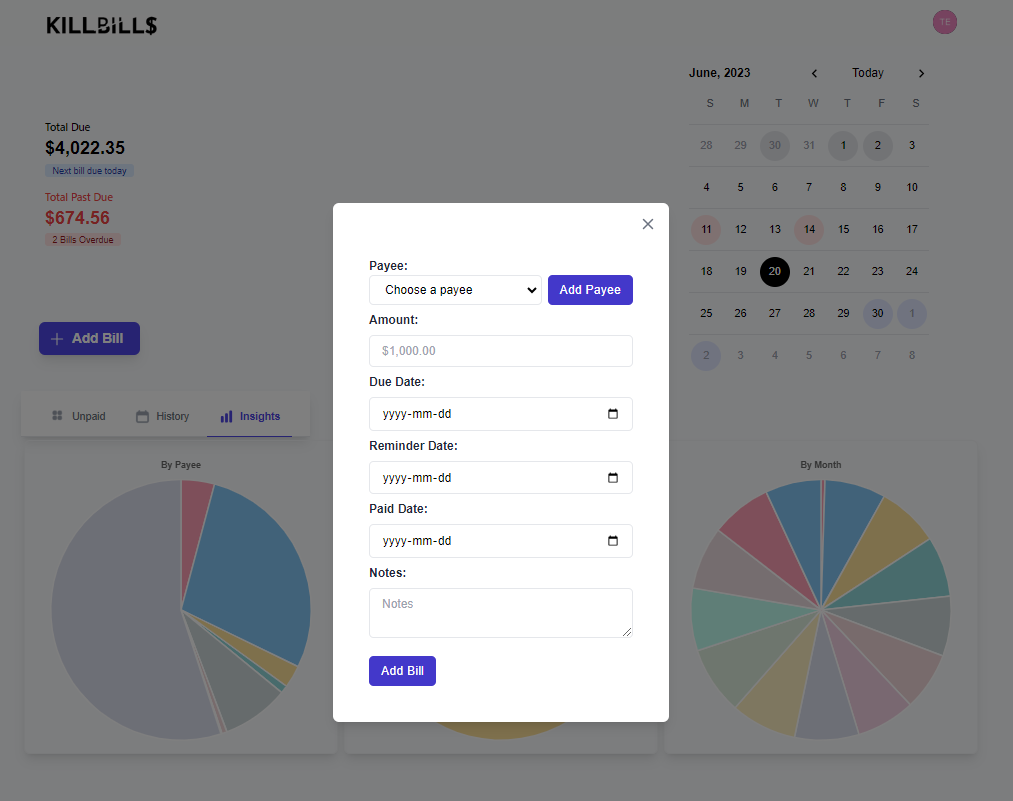 KILLBILL$
TE
June, 2023
Today
S M T W T F S
28 29 30 31 1 2 3
4 5 6 7 8 9 10
11 12 13 14 15 16 17
18 19 20 21 22 23 24
25 26 27 28 29 30 1
2 3 4 5 6 7 8
Total Due
$4,022.35
Next bill due today
Total Past Due
$674.56
2 Bills Overdue
Add Bill
Unpaid History Insights
By Payee
By Month
Payee:
Choose a payee Add Payee
Amount:
$1,000.00
Due Date:
yyyy-mm-dd
Reminder Date:
yyyy-mm-dd
Paid Date:
yyyy-mm-dd
Notes:
Notes
Add Bill